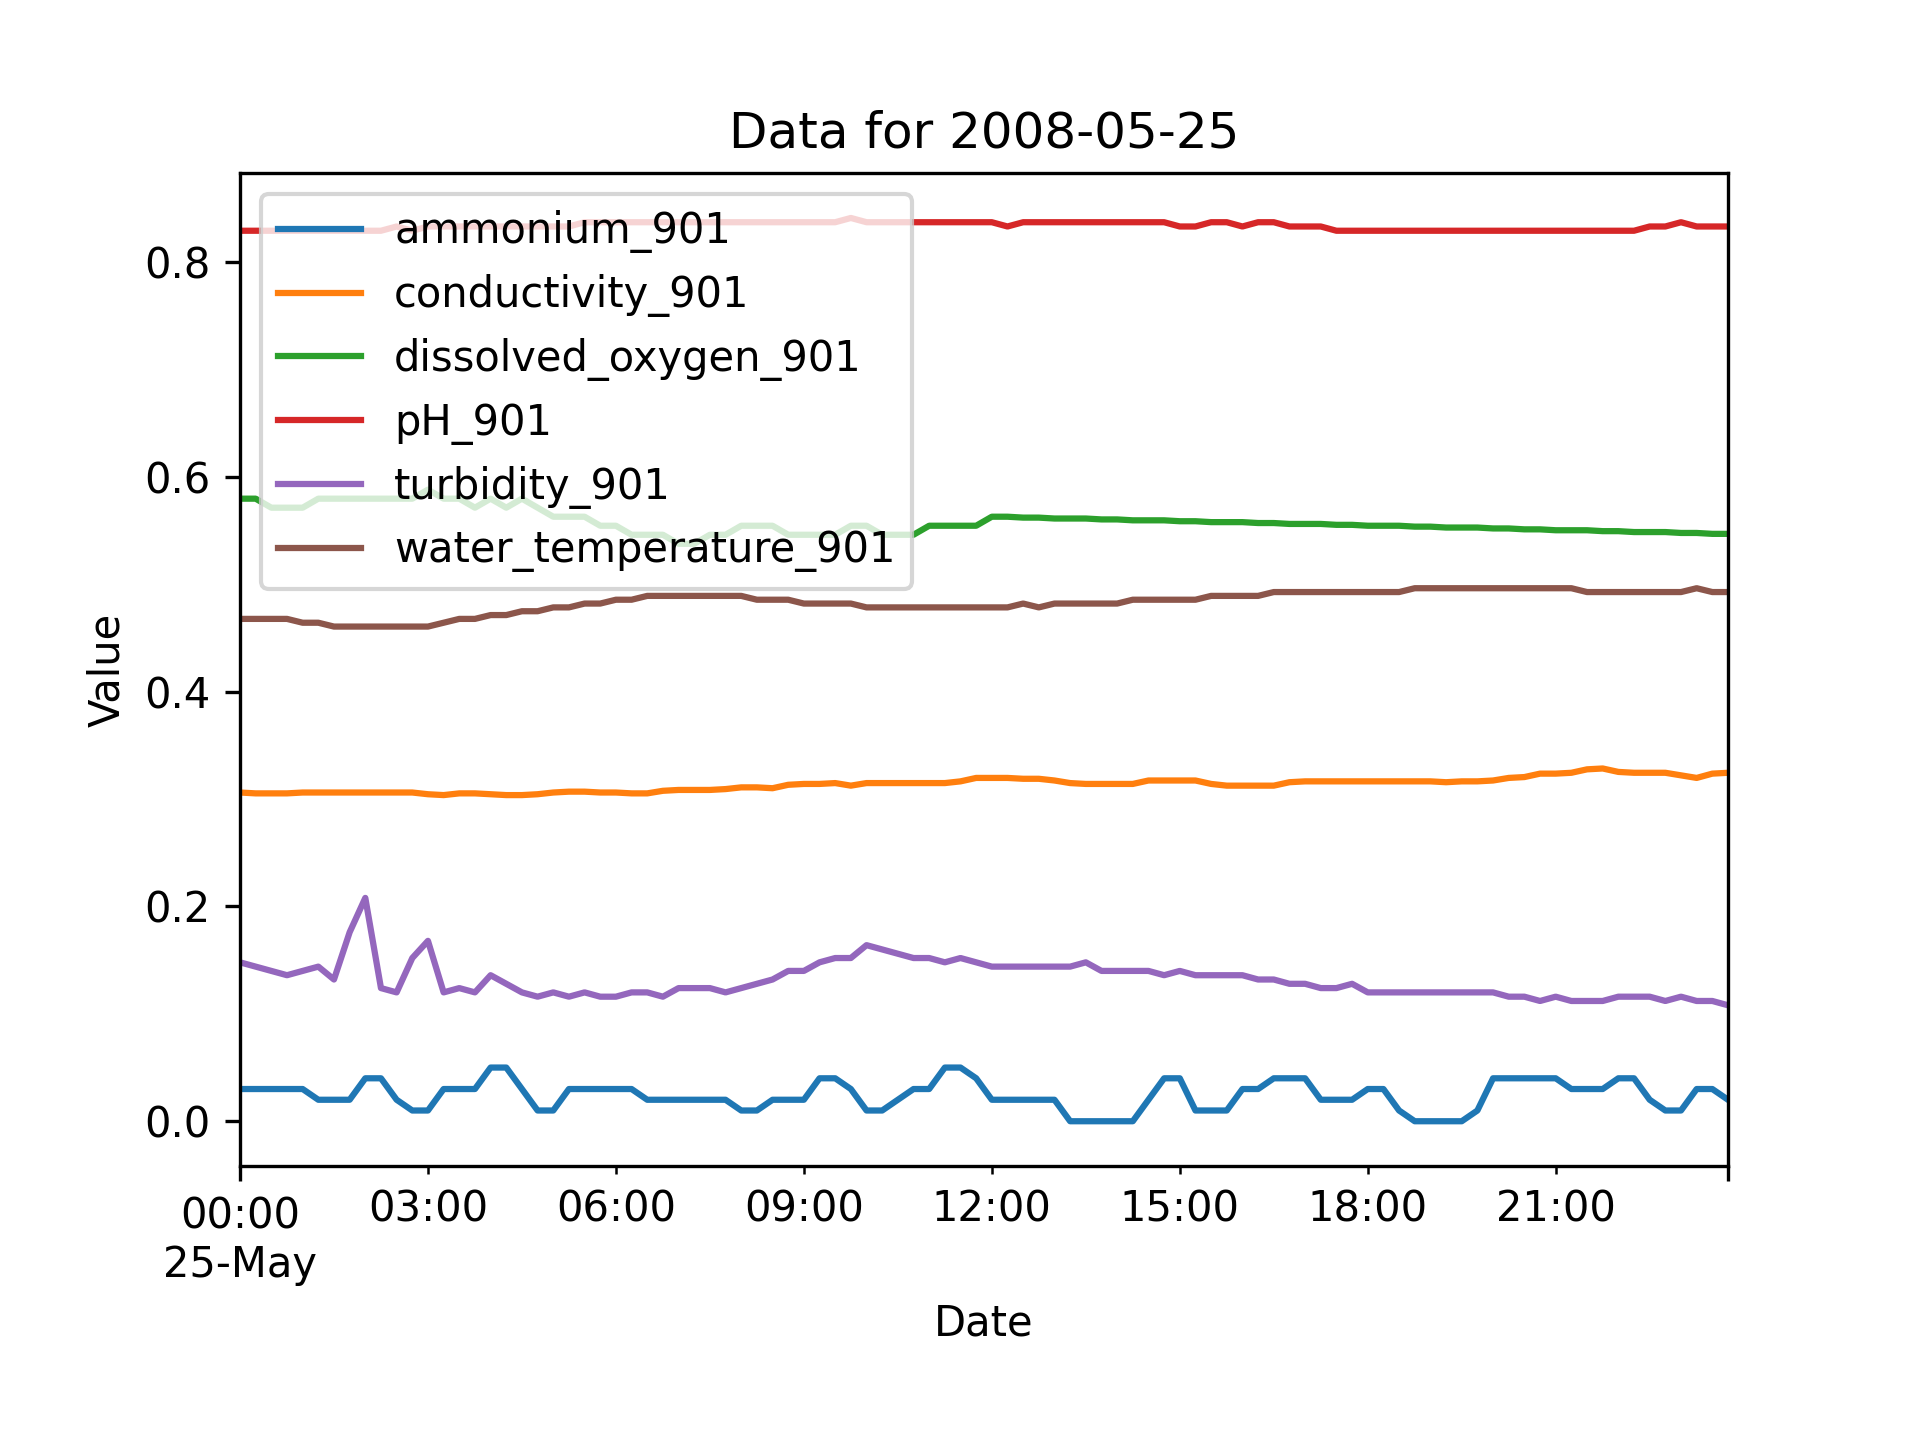 Data for 2008-05-25
ammonium_901
conductivity_901
dissolved_oxygen_901
pH_901
turbidity_901
water_temperature_901
Value
0.8
0.6
0.4
0.2
0.0
00:00 03:00 06:00 09:00 12:00 15:00 18:00 21:00
25-May
Date